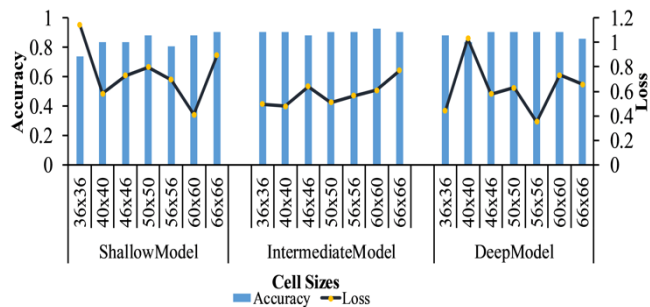 1 1.2
0.8 1
0.6 0.8
0.4 0.6
0.2 0.4
0 0.2
0
Accuracy
Loss
36x36 40x40 46x46 50x50 56x56 60x60 66x66 36x36 40x40 46x46 50x50 56x56 60x60 66x66 36x36 40x40 46x46 50x50 56x56 60x60 66x66
ShallowModel IntermediateModel DeepModel
Cell Sizes
Accuracy Loss